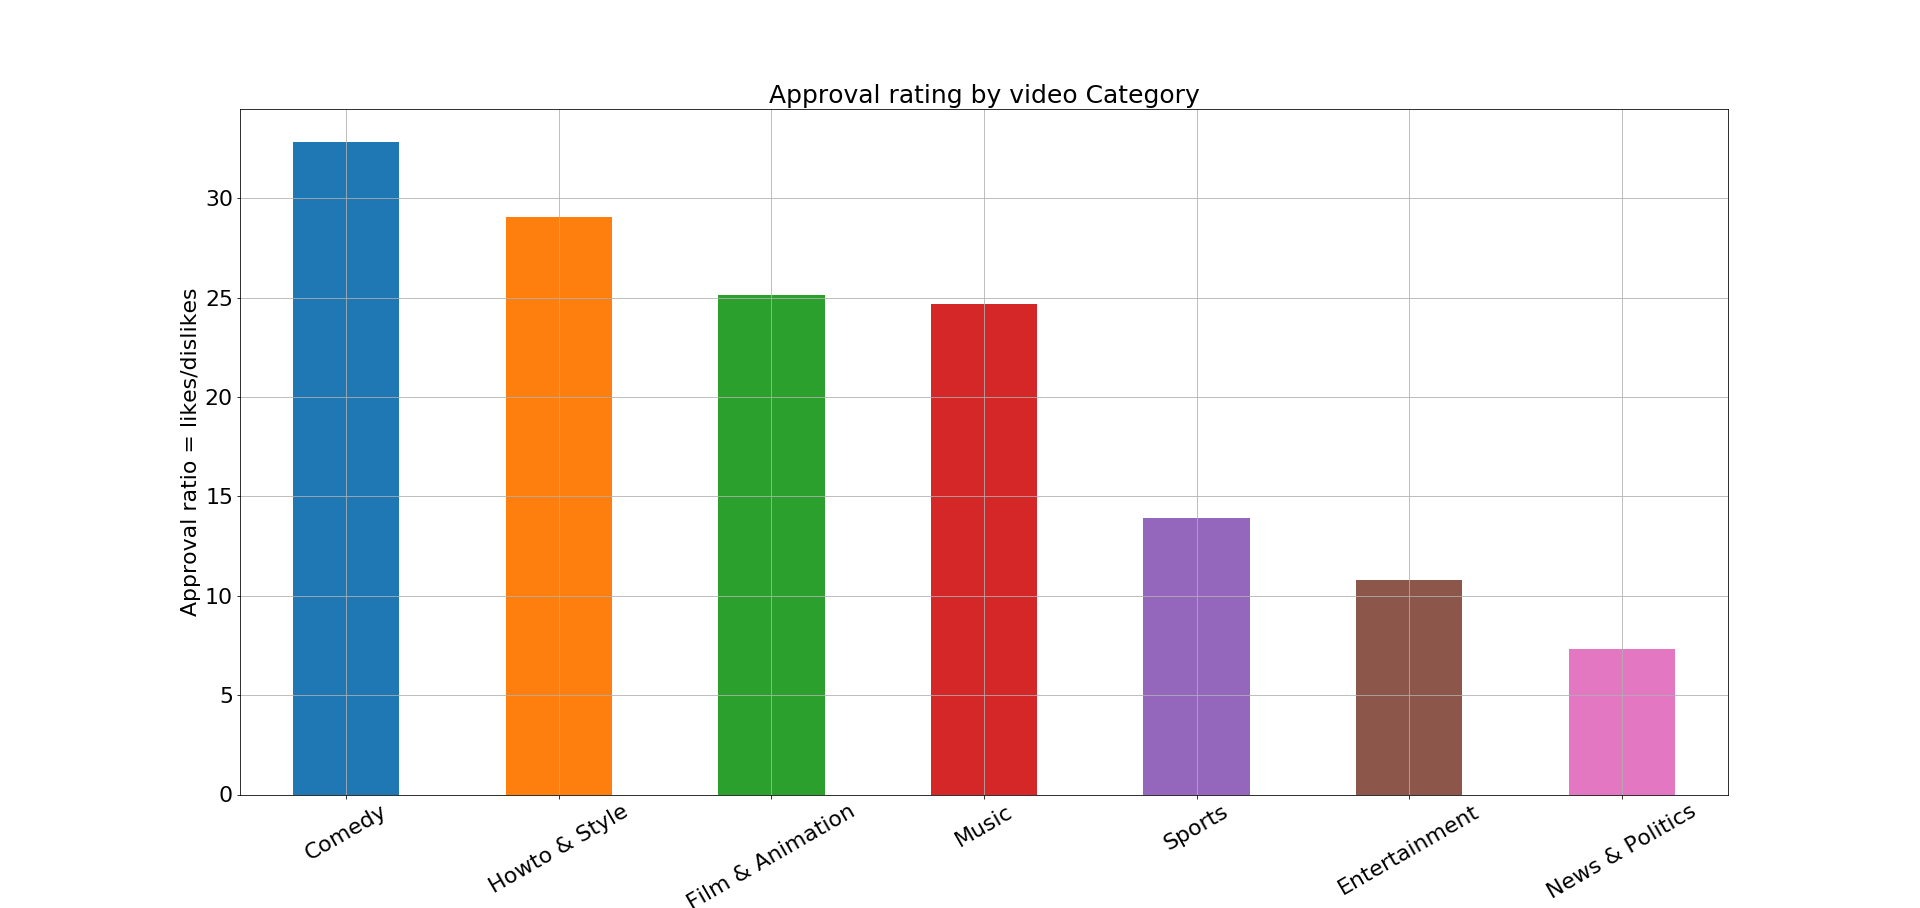 Approval rating by video Category
Approval ratio = likes/dislikes
30
25
20
15
10
5
0
Comedy
Howto & Style
Film & Animation
Music
Sports
Entertainment
News & Politics